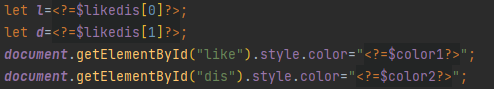 let l=<?=$likedis[0]?>;
let d=<?=$likedis[1]?>;
document.getElementById("like").style.color="<?=$color1?>";
document.getElementById("dis").style.color="<?=$color2?>";